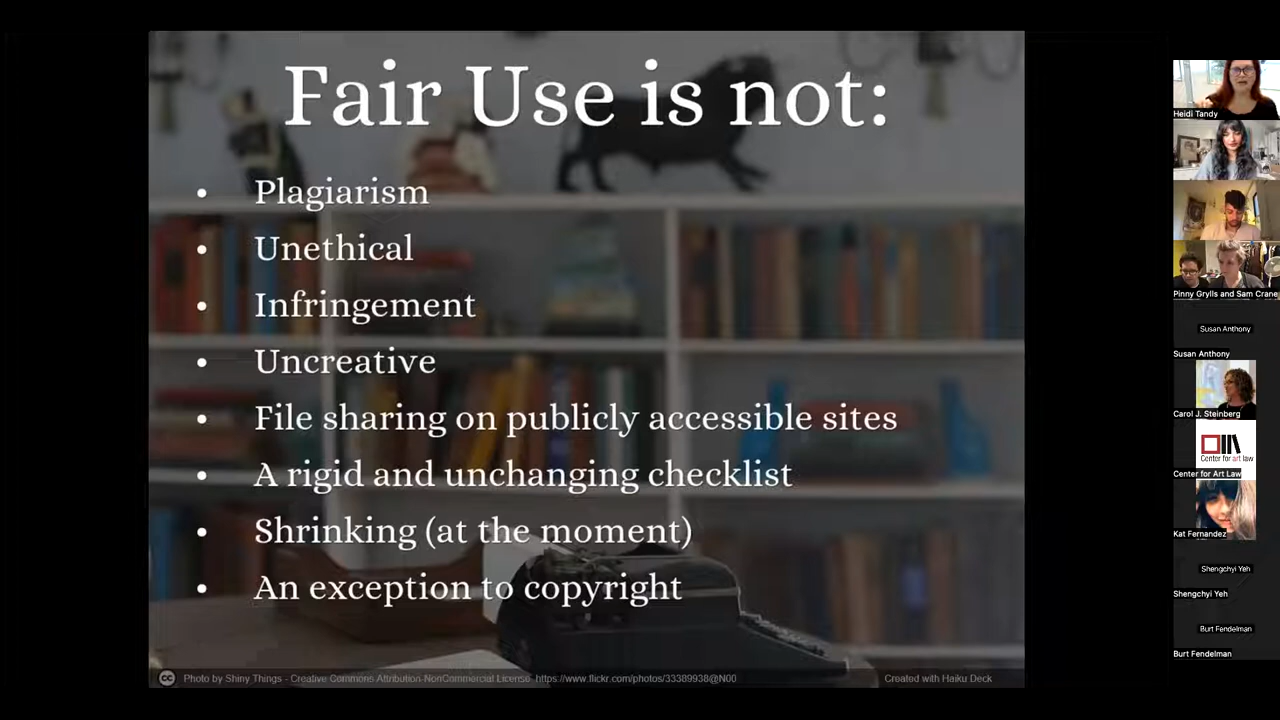 Fair Use is not:
• Plagiarism
• Unethical
• Infringement
• Uncreative
• File sharing on publicly accessible sites
• A rigid and unchanging checklist
• Shrinking (at the moment)
• An exception to copyright
cc Photo by Shiny Things - Creative Commons Attribution-NonCommercial License https://www.flickr.com/photos/33389938@N00
Created with Haiku Deck
Heidi Tandy
Pinny Grylls and Sam Crane
Susan Anthony
Susan Anthony
Carol J. Steinberg
Center for art law
Center for Art Law
Kat Fernandez
Shengchyi Yeh
Shengchyi Yeh
Burt Fendelman
Burt Fendelman